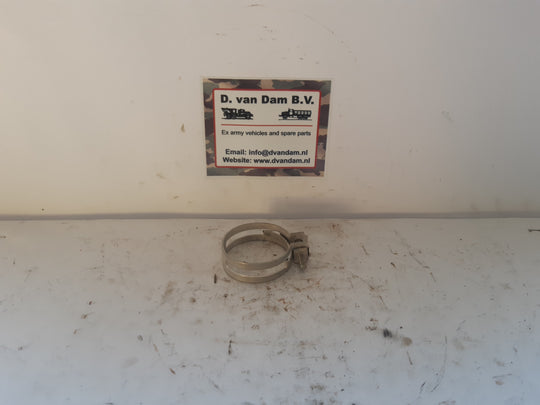 D. van Dam B.V.
Ex army vehicles and spare parts
Email: info@dvandam.nl
Website: www.dvandam.nl